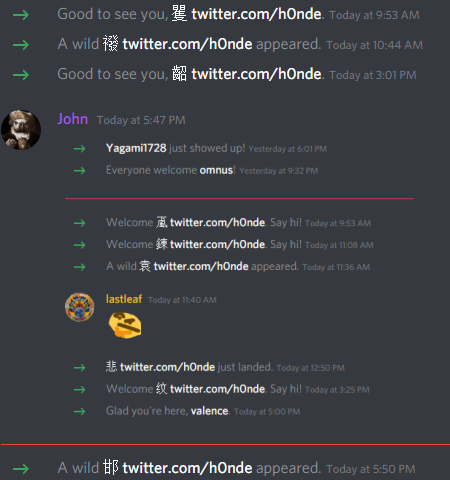 Good to see you, 瞿 twitter.com/h0nde. Today at 9:53 AM
A wild 襏 twitter.com/h0nde appeared. Today at 10:44 AM
Good to see you, twitter.com/h0nde. Today at 3:01 PM
John Today at 5:47 PM
Yagami1728 just showed up! Yesterday at 6:01 PM
Everyone welcome omnus! Yesterday at 9:32 PM
Welcome twitter.com/h0nde. Say hi! Today at 9:53 AM
Welcome 鍊 twitter.com/h0nde. Say hi! Today at 11:08 AM
A wild 袁 twitter.com/h0nde appeared. Today at 11:36 AM
lastleaf Today at 11:40 AM
悲 twitter.com/h0nde just landed. Today at 12:50 PM
Welcome 纹 twitter.com/h0nde. Say hi! Today at 3:25 PM
Glad you're here, valence. Today at 5:00 PM
A wild 邯 twitter.com/h0nde appeared. Today at 5:50 PM